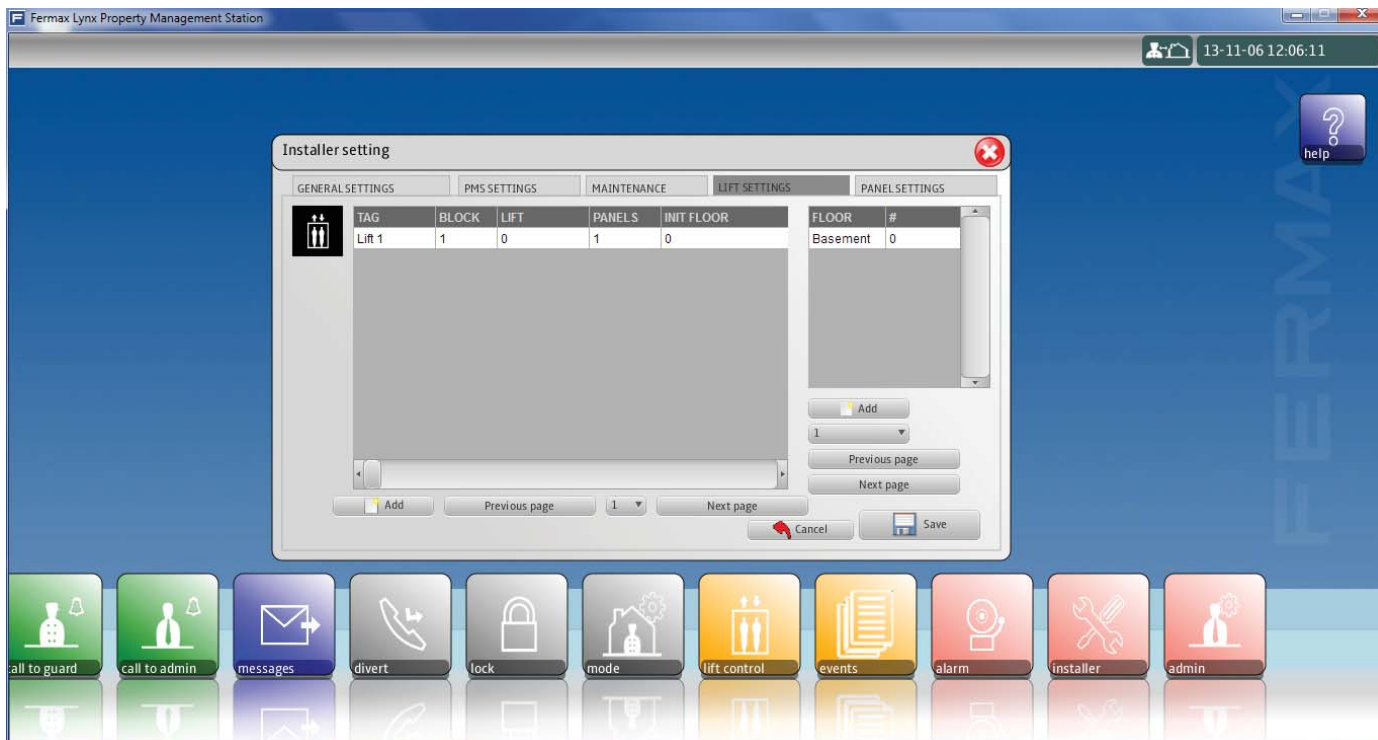 Fermax Lynx Property Management Station
13-11-06 12:06:11
help
FERMAX
Installer setting
GENERAL SETTINGS PMS SETTINGS MAINTENANCE LIFT SETTINGS PANEL SETTINGS
TAG BLOCK LIFT PANELS INIT FLOOR FLOOR #
Lift 1 1 0 1 0 Basement 0
Add
1
Previous page
Next page
Add Previous page 1 Next page
Cancel Save
all to guard call to admin messages divert lock mode lift control events alarm installer admin